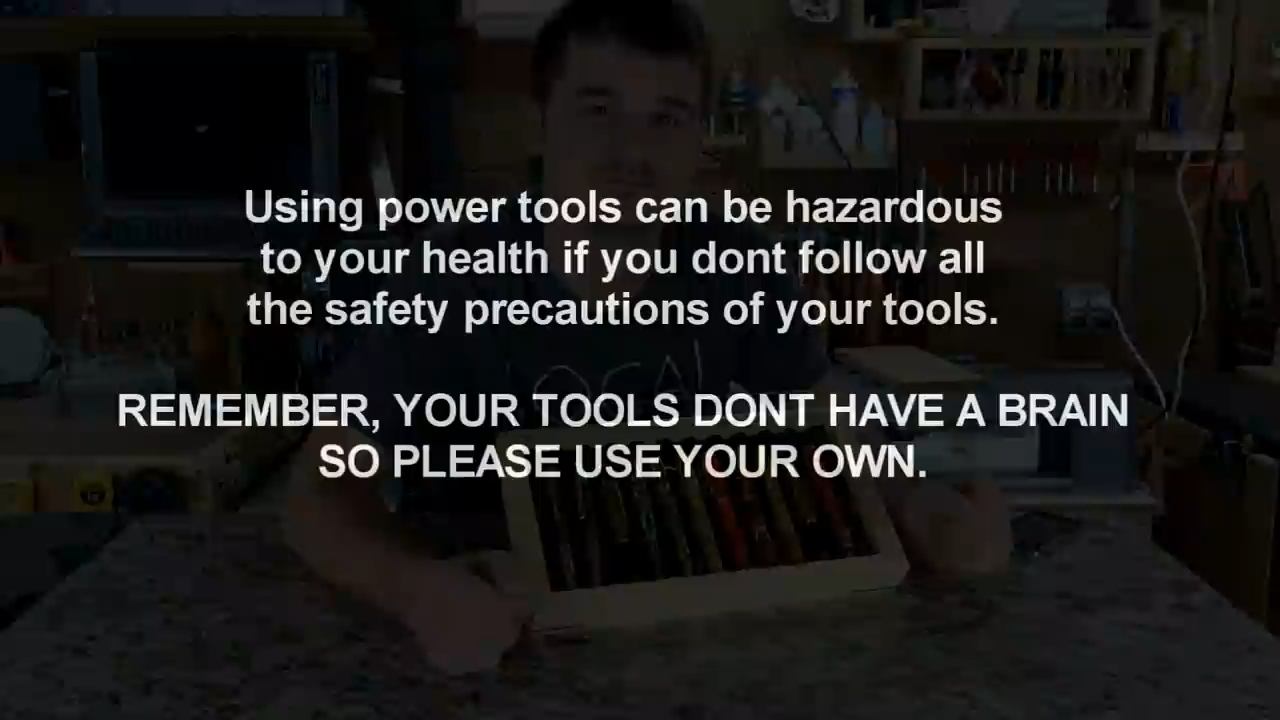 Using power tools can be hazardous
to your health if you dont follow all
the safety precautions of your tools.
REMEMBER, YOUR TOOLS DONT HAVE A BRAIN
SO PLEASE USE YOUR OWN.
OCAL